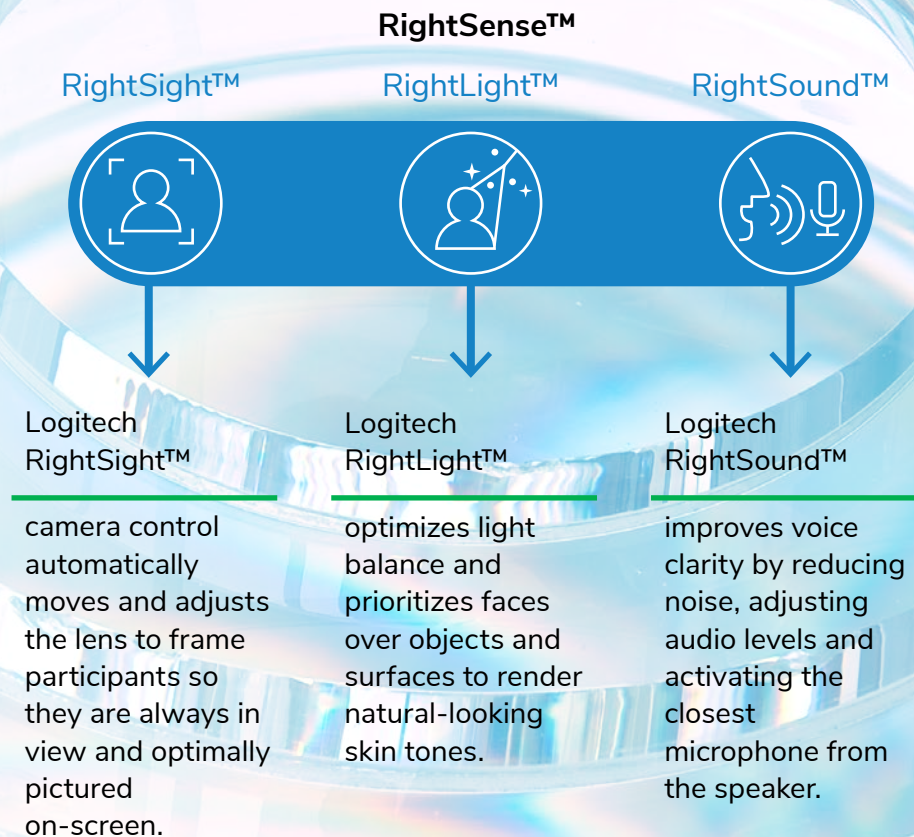 RightSense™
RightSight™
RightLight™
RightSound™
Logitech
RightSight™
camera control
automatically
moves and adjusts
the lens to frame
participants so
they are always in
view and optimally
pictured
on-screen.
Logitech
RightLight™
optimizes light
balance and
prioritizes faces
over objects and
surfaces to render
natural-looking
skin tones.
Logitech
RightSound™
improves voice
clarity by reducing
noise, adjusting
audio levels and
activating the
closest
microphone from
the speaker.